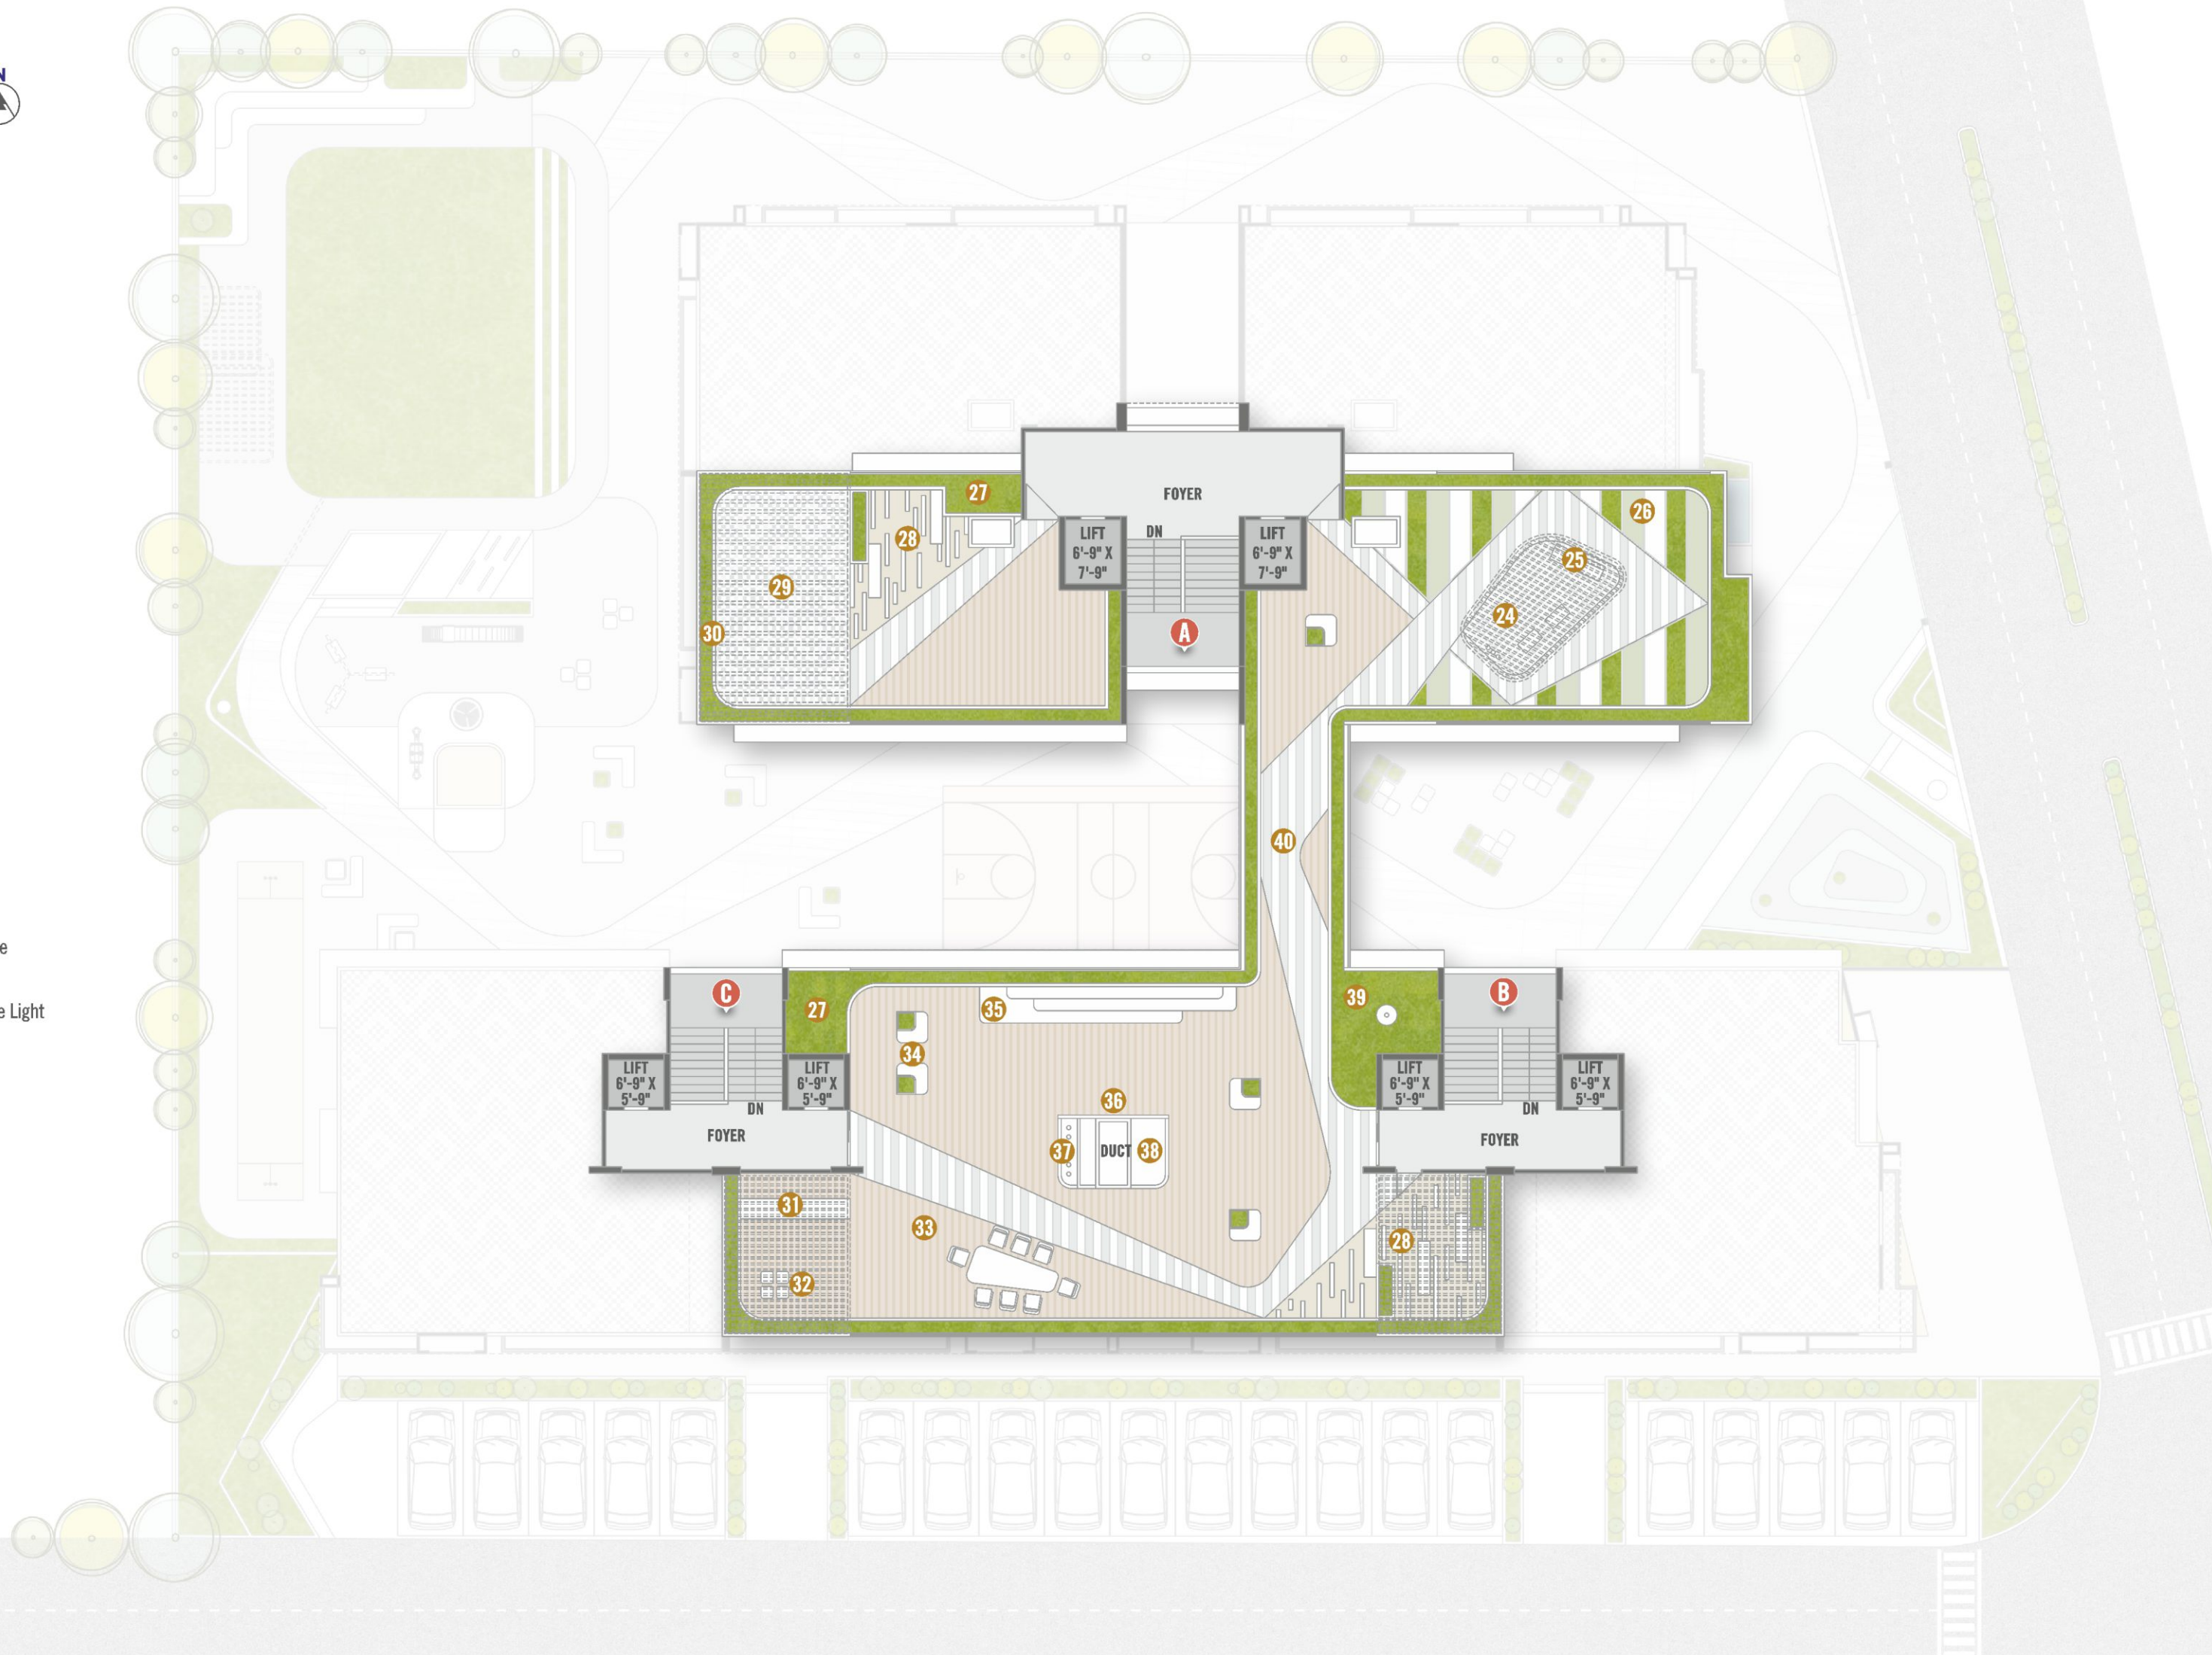 N
FOYER
27
26
LIFT
6'-9" X
7'-9"
DN
LIFT
6'-9" X
7'-9"
28
25
29
24
30
A
40
e
C
B
39
27
35
e Light
34
LIFT
6'-9" X
5'-9"
LIFT
6'-9" X
5'-9"
LIFT
6'-9" X
5'-9"
LIFT
6'-9" X
5'-9"
36
DN
DN
FOYER
FOYER
37
DUCT
38
31
33
28
32